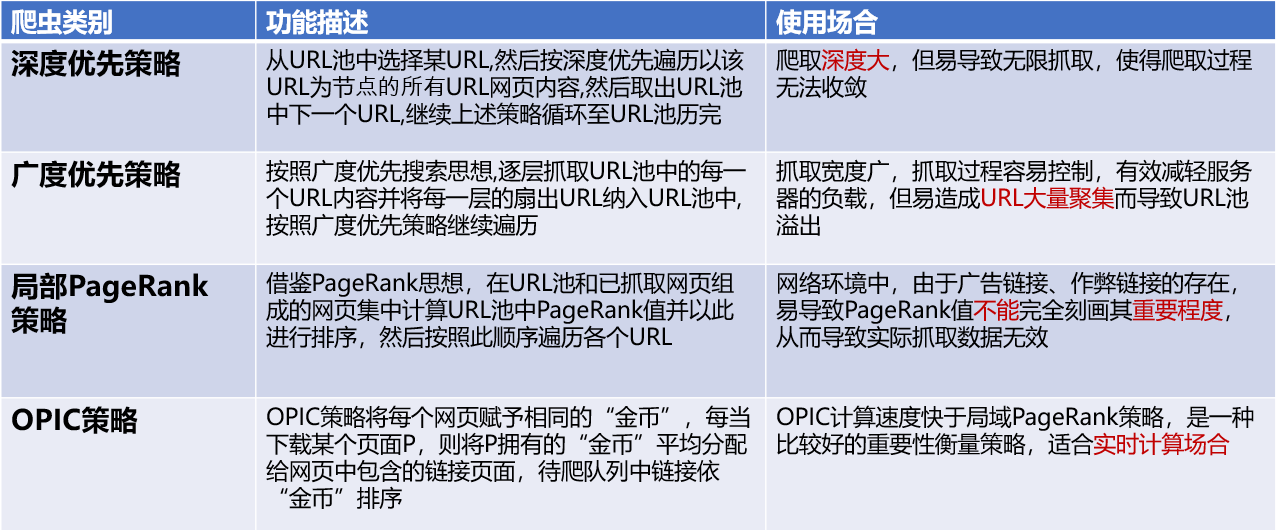 爬虫类别
功能描述
使用场合
深度优先策略
从URL池中选择某URL,然后按深度优先遍历以该
URL为节点的所有URL网页内容,然后取出URL池
中下一个URL,继续上述策略循环至URL池历完
爬取深度大，但易导致无限抓取，使得爬取过程
无法收敛
广度优先策略
按照广度优先搜索思想,逐层抓取URL池中的每一
个URL内容并将每一层的扇出URL纳入URL池中,
按照广度优先策略继续遍历
抓取宽度广，抓取过程容易控制，有效减轻服务
器的负载，但易造成URL大量聚集而导致URL池
溢出
局部PageRank
策略
借鉴PageRank思想，在URL池和已抓取网页组
成的网页集中计算URL池中PageRank值并以此
进行排序，然后按照此顺序遍历各个URL
网络环境中，由于广告链接、作弊链接的存在，
易导致PageRank值不能完全刻画其重要程度，
从而导致实际抓取数据无效
OPIC策略
OPIC策略将每个网页赋予相同的“金币”，每当
下载某个页面P，则将P拥有的“金币”平均分配
给网页中包含的链接页面，待爬队列中链接依
“金币”排序
OPIC计算速度快于局域PageRank策略，是一种
比较好的重要性衡量策略，适合实时计算场合